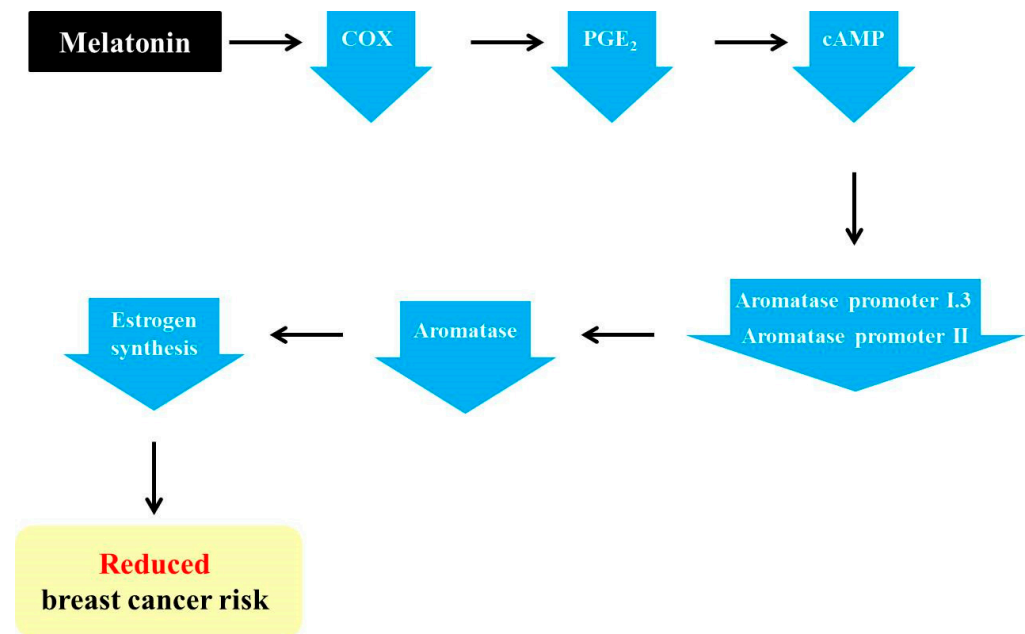 Melatonin
COX
PGE₂
cAMP
Aromatase promoter I.3
Aromatase promoter II
Aromatase
Estrogen
synthesis
Reduced
breast cancer risk